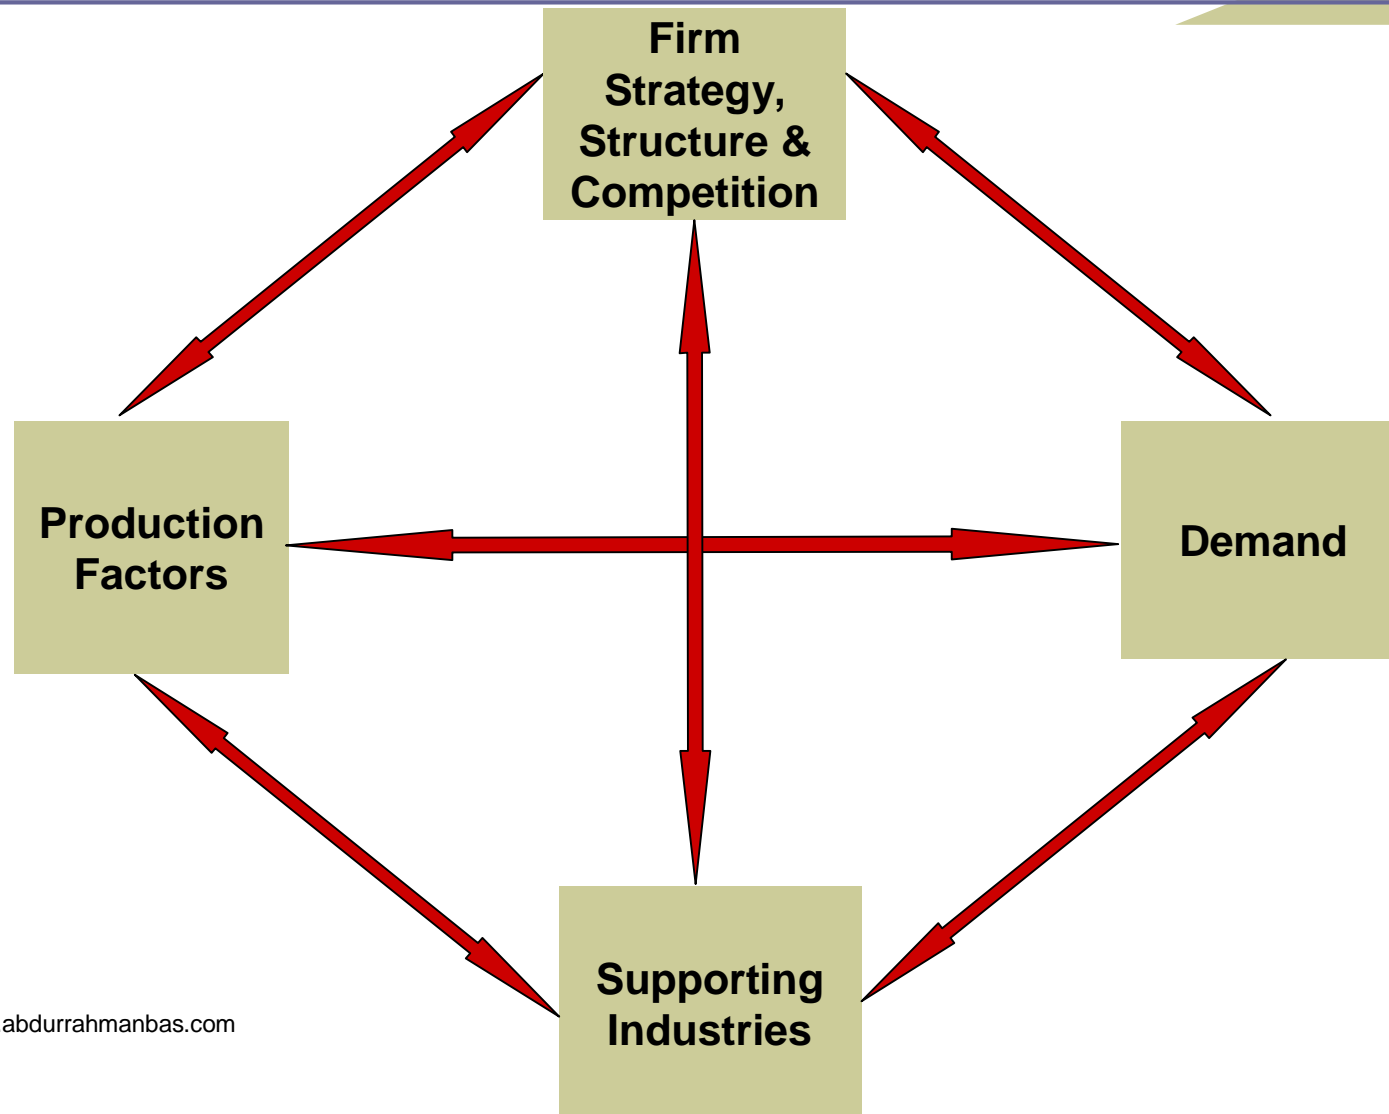 Firm
Strategy,
Structure &
Competition
Production
Factors
Demand
Supporting
Industries
.abdurrahmanbas.com